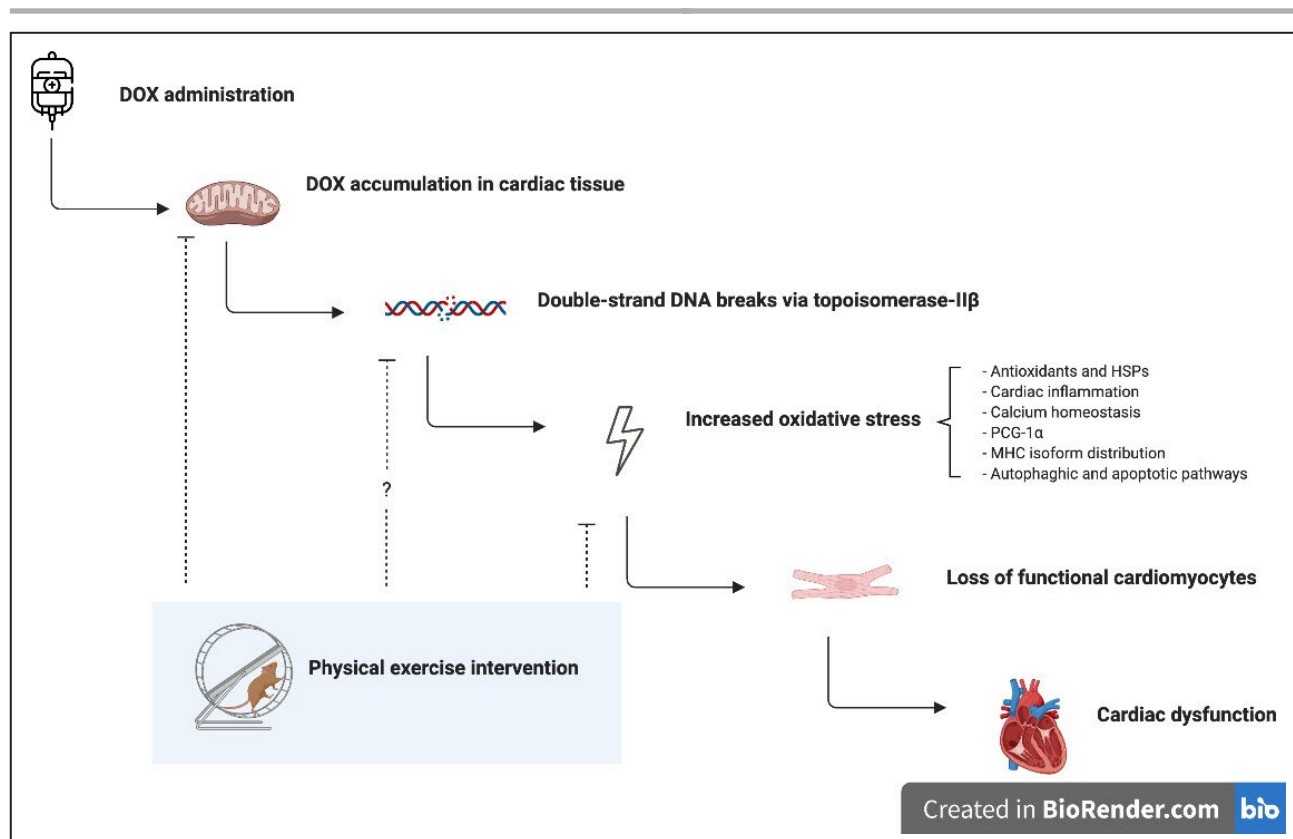 DOX administration
DOX accumulation in cardiac tissue
Double-strand DNA breaks via topoisomerase-IIβ
Increased oxidative stress
- Antioxidants and HSPs
- Cardiac inflammation
- Calcium homeostasis
- PCG-1α
- MHC isoform distribution
- Autophaghic and apoptotic pathways
?
Loss of functional cardiomyocytes
Physical exercise intervention
Cardiac dysfunction
Created in BioRender.com bio